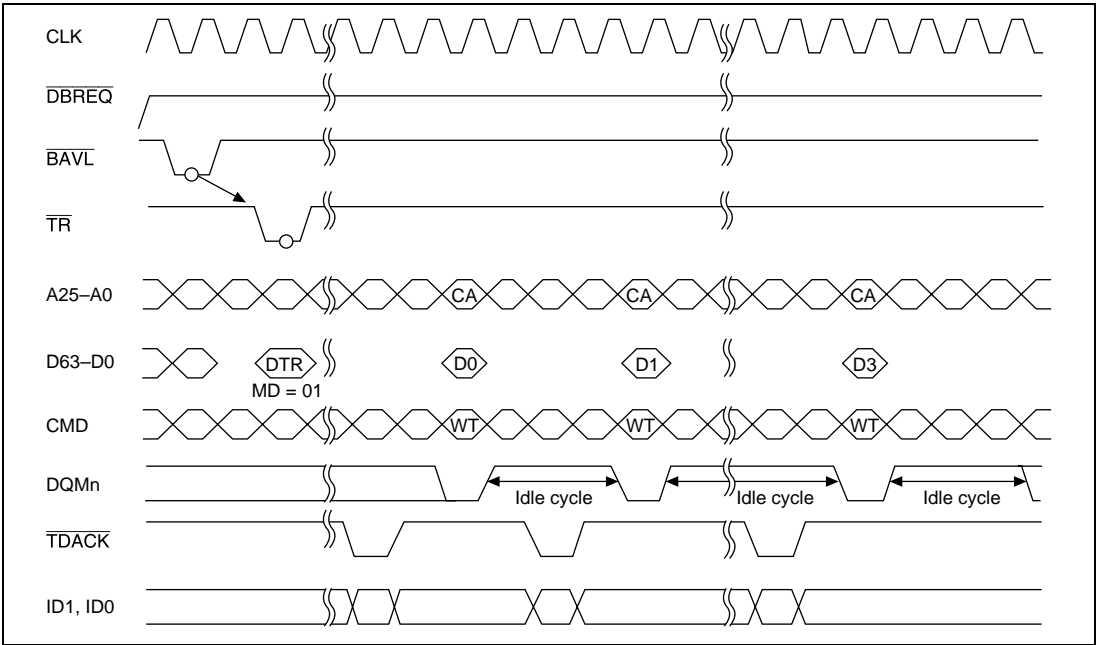 CLK
DBREQ
BAVL
TR
A25–A0 CA CA CA
D63–D0 DTR D0 D1 D3
MD = 01
CMD WT WT WT
DQMn
Idle cycle Idle cycle Idle cycle
TDACK
ID1, ID0